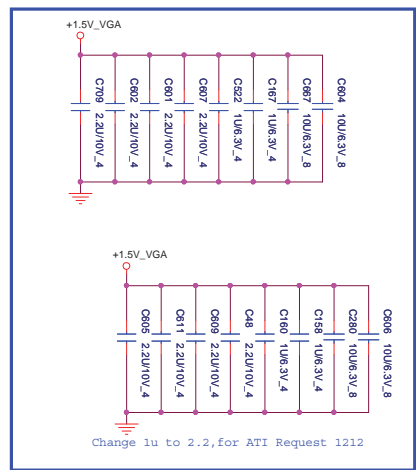 +1.5V_VGA
C709 2.2U/10V_4
C602 2.2U/10V_4
C601 2.2U/10V_4
C607 2.2U/10V_4
C522 1U/6.3V_4
C167 1U/6.3V_4
C667 10U/6.3V_8
C604 10U/6.3V_8
+1.5V_VGA
C605 2.2U/10V_4
C611 2.2U/10V_4
C609 2.2U/10V_4
C48 2.2U/10V_4
C160 1U/6.3V_4
C158 1U/6.3V_4
C280 10U/6.3V_8
C606 10U/6.3V_8
Change 1u to 2.2,for ATI Request 1212